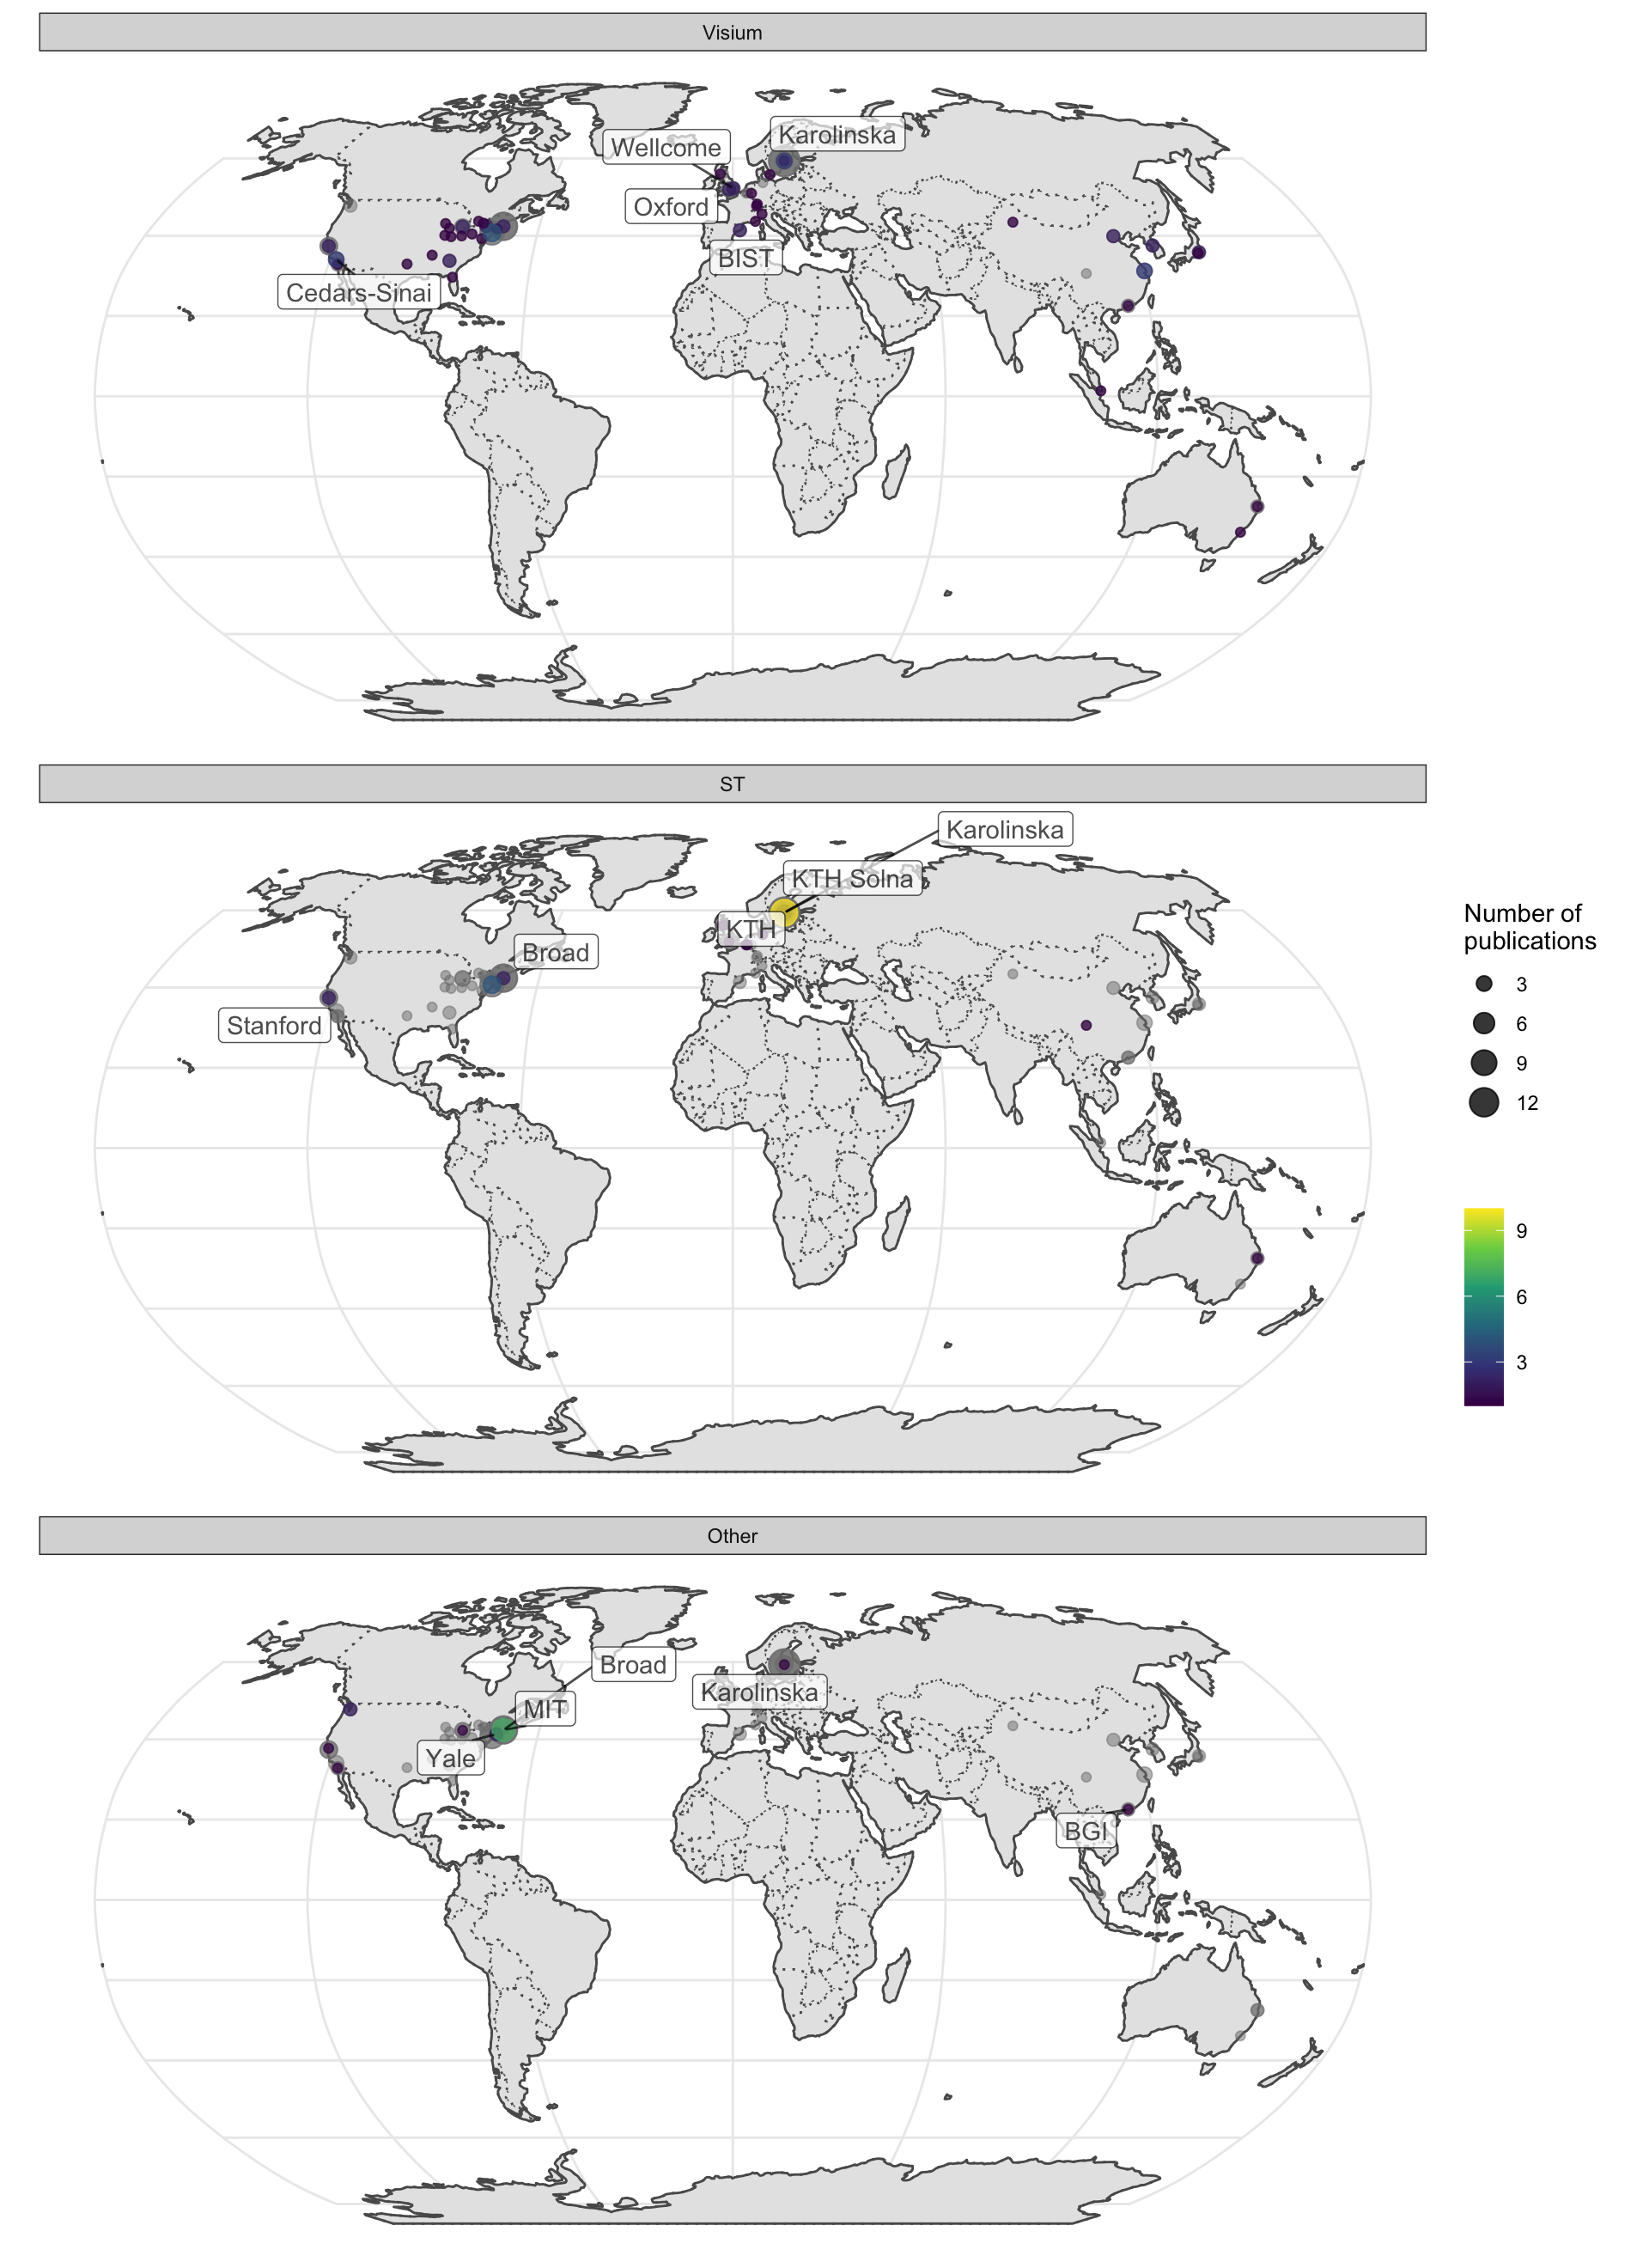 Visium
Karolinska
Wellcome
Oxford
BIST
Cedars-Sinai
ST
Karolinska
KTH Solna
KTH
Broad
Stanford
Number of
publications
3
6
9
12
9
6
3
Other
Broad
Karolinska
MIT
Yale
BGI